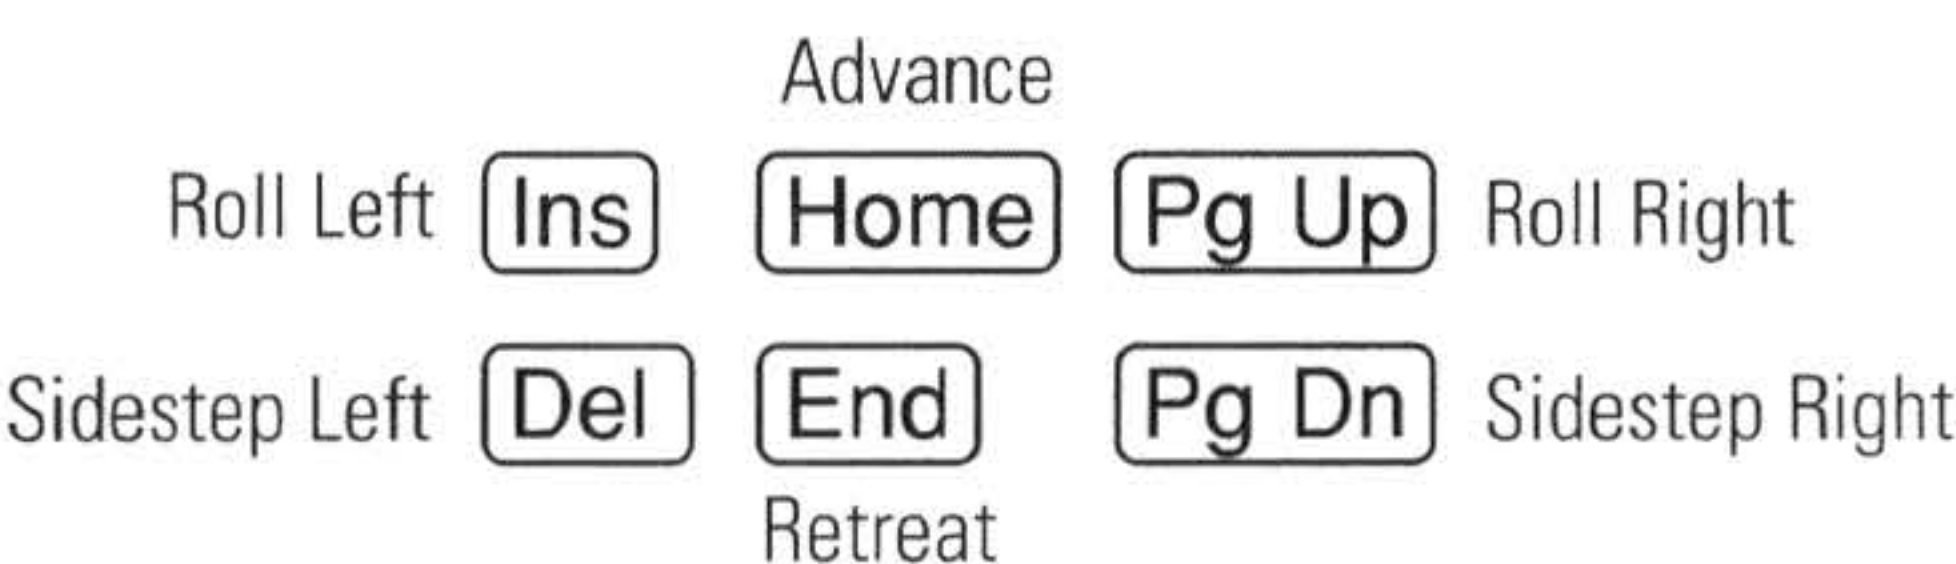 Advance
Roll Left Ins Home Pg Up Roll Right
Sidestep Left Del End Pg Dn Sidestep Right
Retreat